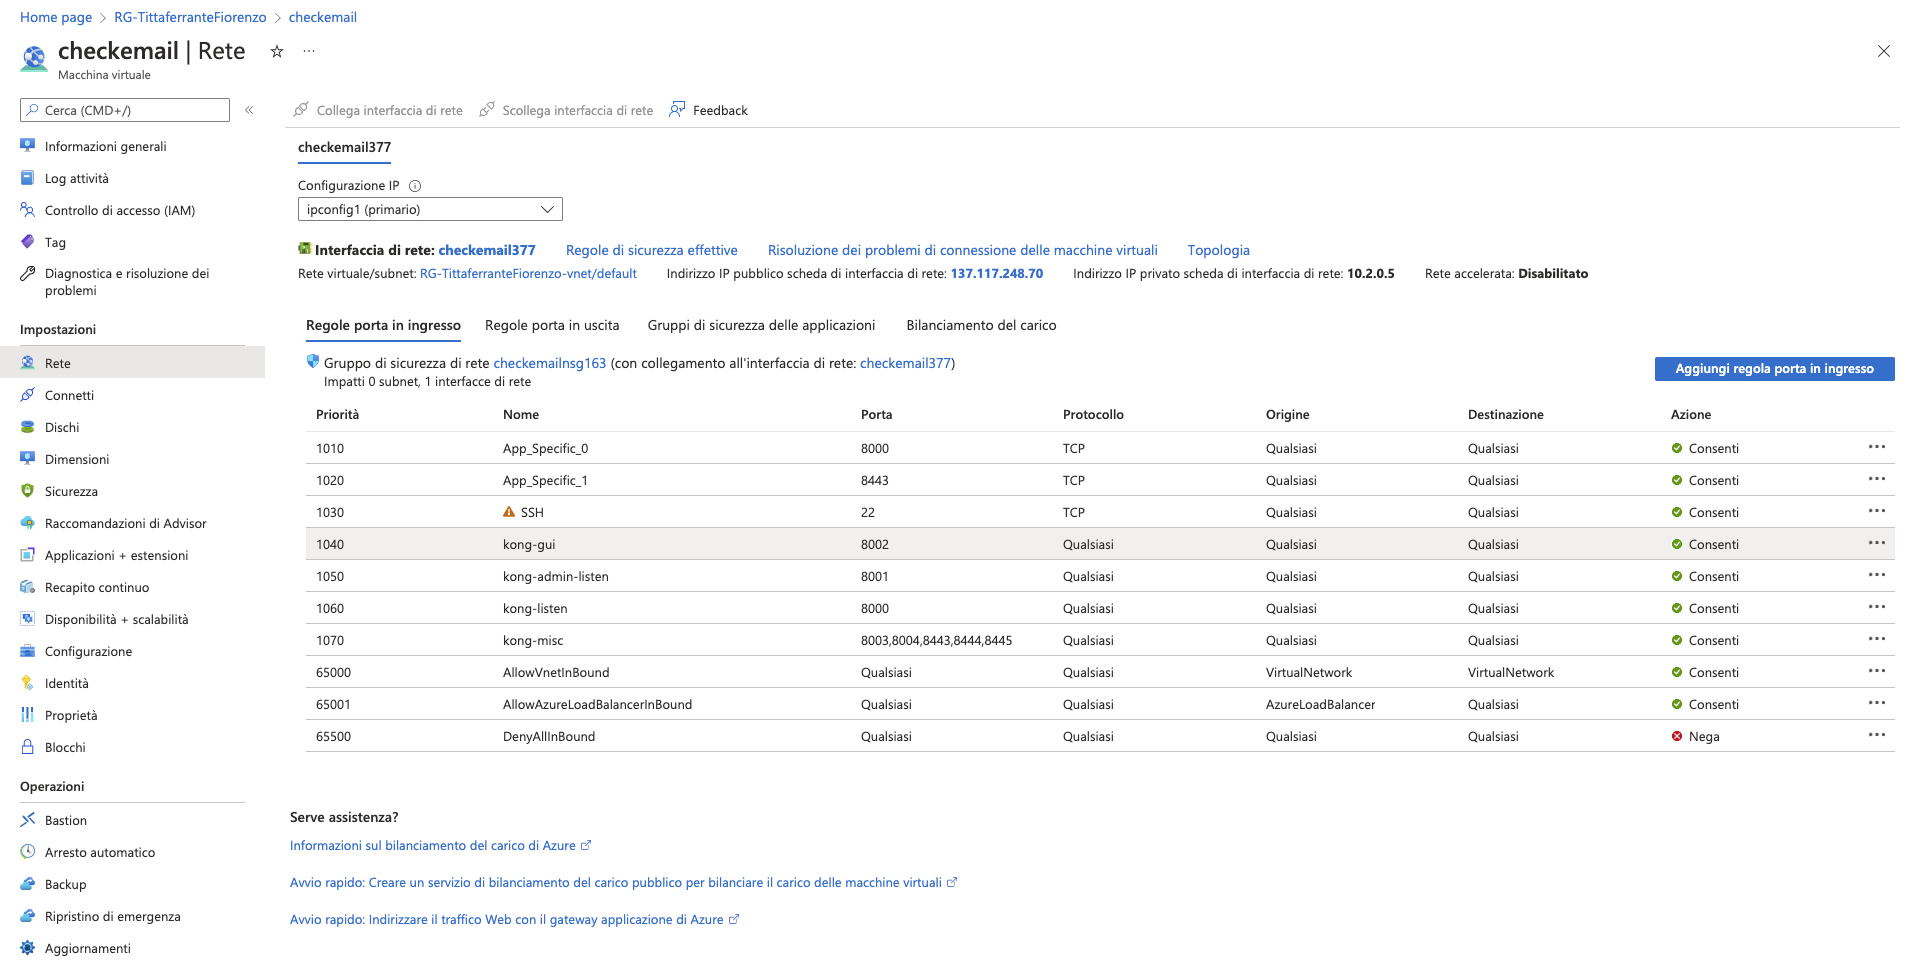 Home page > RG-TittaferranteFiorenzo > checkemail
checkemail | Rete
Macchina virtuale
Cerca (CMD+/)
Informazioni generali
Log attività
Controllo di accesso (IAM)
Tag
Diagnostica e risoluzione dei
problemi
Impostazioni
Rete
Connetti
Dischi
Dimensioni
Sicurezza
Raccomandazioni di Advisor
Applicazioni + estensioni
Recapito continuo
Disponibilità + scalabilità
Configurazione
Identità
Proprietà
Blocchi
Operazioni
Bastion
Arresto automatico
Backup
Ripristino di emergenza
Aggiornamenti
Collega interfaccia di rete Scollega interfaccia di rete Feedback
checkemail377
Configurazione IP
ipconfig1 (primario)
Interfaccia di rete: checkemail377 Regole di sicurezza effettive Risoluzione dei problemi di connessione delle macchine virtuali Topologia
Rete virtuale/subnet: RG-TittaferranteFiorenzo-vnet/default Indirizzo IP pubblico scheda di interfaccia di rete: 137.117.248.70 Indirizzo IP privato scheda di interfaccia di rete: 10.2.0.5 Rete accelerata: Disabilitato
Regole porta in ingresso Regole porta in uscita Gruppi di sicurezza delle applicazioni Bilanciamento del carico
Gruppo di sicurezza di rete checkemailnsg163 (con collegamento all'interfaccia di rete: checkemail377)
Impatti 0 subnet, 1 interfacce di rete
Aggiungi regola porta in ingresso
Priorità Nome Porta Protocollo Origine Destinazione Azione
1010 App_Specific_0 8000 TCP Qualsiasi Qualsiasi Consenti
1020 App_Specific_1 8443 TCP Qualsiasi Qualsiasi Consenti
1030 SSH 22 TCP Qualsiasi Qualsiasi Consenti
1040 kong-gui 8002 Qualsiasi Qualsiasi Qualsiasi Consenti
1050 kong-admin-listen 8001 Qualsiasi Qualsiasi Qualsiasi Consenti
1060 kong-listen 8000 Qualsiasi Qualsiasi Qualsiasi Consenti
1070 kong-misc 8003,8004,8443,8444,8445 Qualsiasi Qualsiasi Qualsiasi Consenti
65000 AllowVnetInBound Qualsiasi Qualsiasi VirtualNetwork VirtualNetwork Consenti
65001 AllowAzureLoadBalancerInBound Qualsiasi Qualsiasi AzureLoadBalancer Qualsiasi Consenti
65500 DenyAllInBound Qualsiasi Qualsiasi Qualsiasi Qualsiasi Nega
Serve assistenza?
Informazioni sul bilanciamento del carico di Azure
Avvio rapido: Creare un servizio di bilanciamento del carico pubblico per bilanciare il carico delle macchine virtuali
Avvio rapido: Indirizzare il traffico Web con il gateway applicazione di Azure